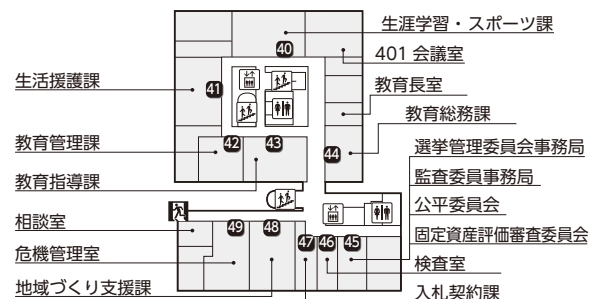 生涯学習・スポーツ課
40
401 会議室
生活援護課
41
教育長室
教育総務課
教育管理課
42
43
44
選挙管理委員会事務局
教育指導課
監査委員事務局
公平委員会
相談室
49
48
47
46
45
固定資産評価審査委員会
危機管理室
検査室
地域づくり支援課
入札契約課